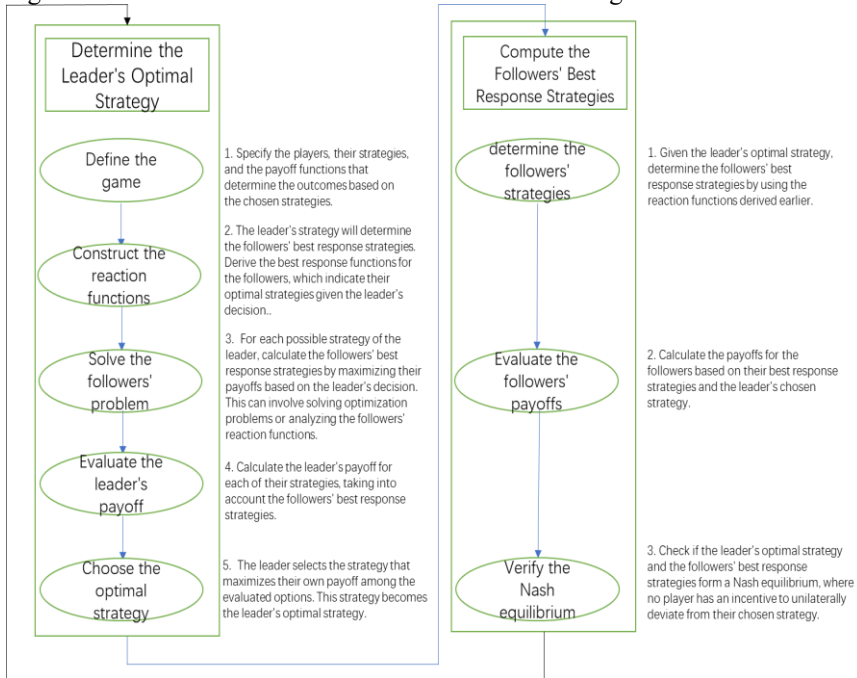 Determine the
Leader's Optimal
Strategy
Define the
game
1. Specify the players, their strategies,
and the payoff functions that
determine the outcomes based on
the chosen strategies.
Construct the
reaction
functions
2. The leader's strategy will determine
the followers' best response strategies.
Derive the best response functions for
the followers, which indicate their
optimal strategies given the leader's
decision..
Solve the
followers'
problem
3. For each possible strategy of the
leader, calculate the followers' best
response strategies by maximizing their
payoffs based on the leader's decision.
This can involve solving optimization
problems or analyzing the followers'
reaction functions.
Evaluate the
leader's
payoff
4. Calculate the leader's payoff for
each of their strategies, taking into
account the followers' best response
strategies.
Choose the
optimal
strategy
5. The leader selects the strategy that
maximizes their own payoff among the
evaluated options. This strategy becomes
the leader's optimal strategy.
Compute the
Followers' Best
Response Strategies
determine the
followers'
strategies
1. Given the leader's optimal strategy,
determine the followers' best
response strategies by using the
reaction functions derived earlier.
Evaluate the
followers'
payoffs
2. Calculate the payoffs for the
followers based on their best response
strategies and the leader's chosen
strategy.
Verify the
Nash
equilibrium
3. Check if the leader's optimal strategy
and the followers' best response
strategies form a Nash equilibrium, where
no player has an incentive to unilaterally
deviate from their chosen strategy.